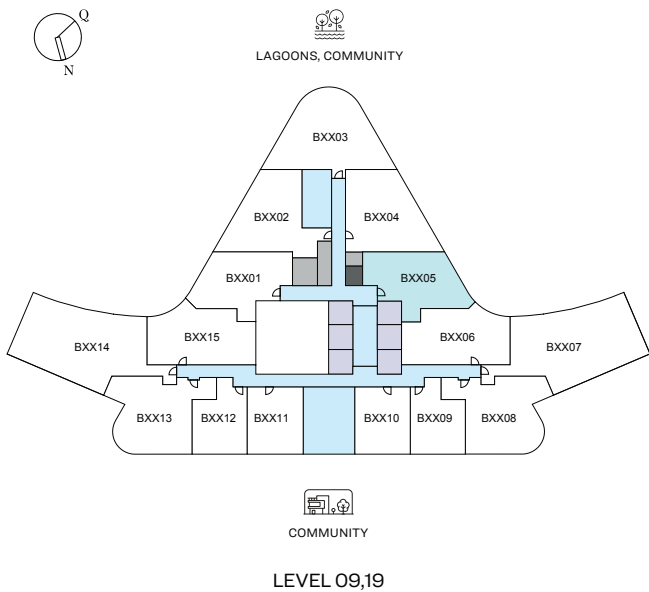 Q
N
LAGOONS, COMMUNITY
BXX03
BXX02
BXX04
BXX01
BXX05
BXX14
BXX15
BXX06
BXX07
BXX13
BXX12
BXX11
BXX10
BXX09
BXX08
COMMUNITY
LEVEL 09,19